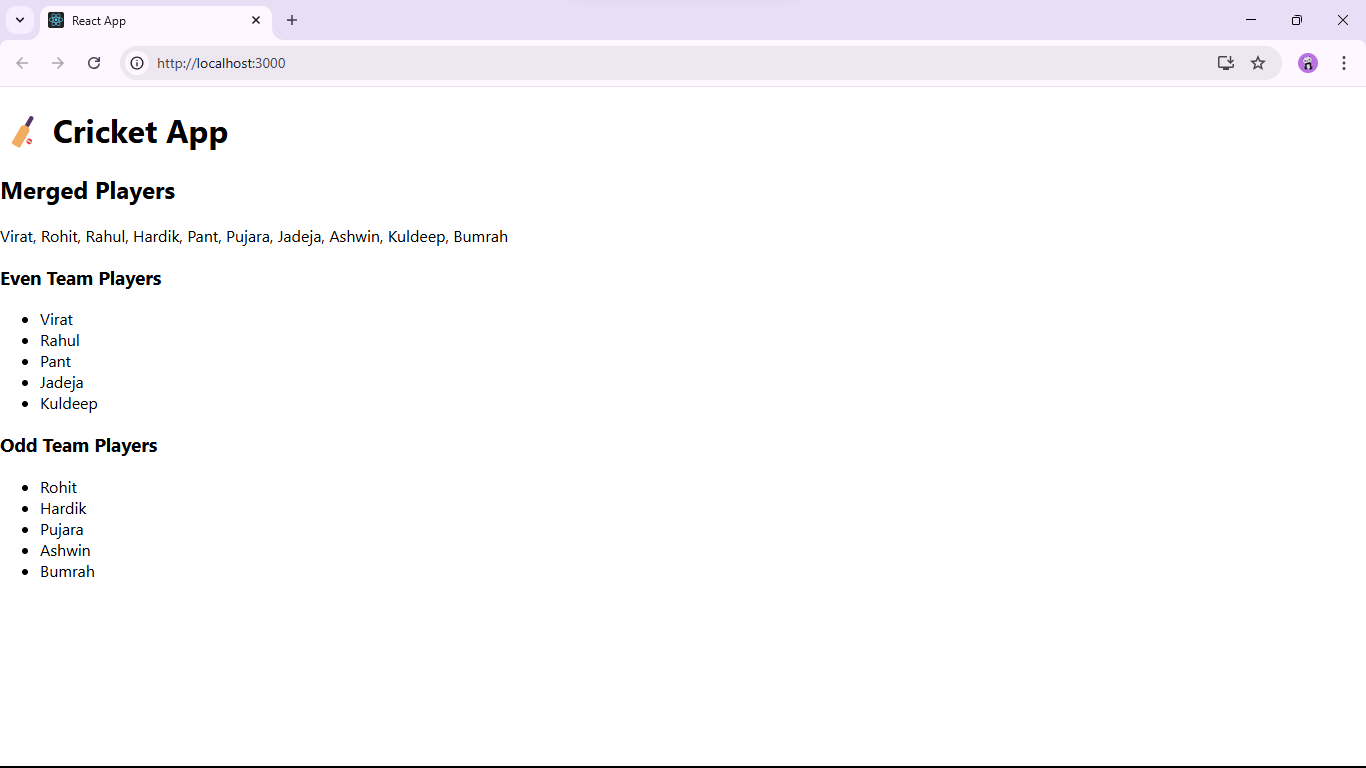 React App
http://localhost:3000
🏏 Cricket App
Merged Players
Virat, Rohit, Rahul, Hardik, Pant, Pujara, Jadeja, Ashwin, Kuldeep, Bumrah
Even Team Players
• Virat
• Rahul
• Pant
• Jadeja
• Kuldeep
Odd Team Players
• Rohit
• Hardik
• Pujara
• Ashwin
• Bumrah